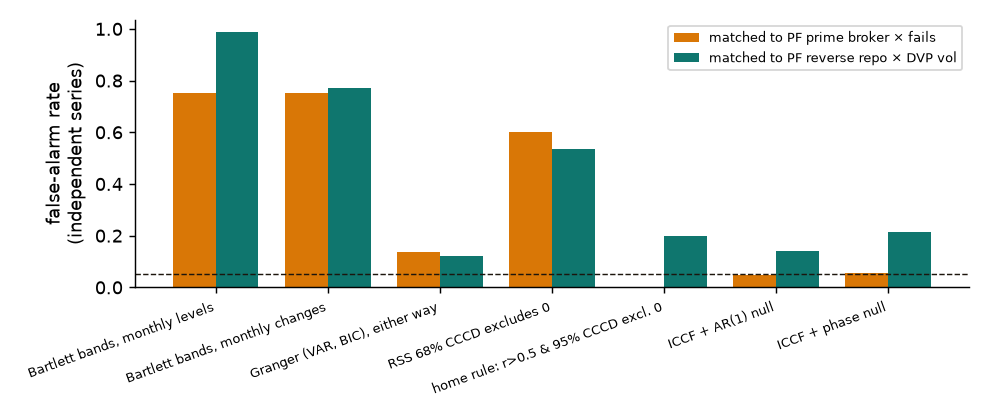 matched to PF prime broker × fails
matched to PF reverse repo × DVP vol
false-alarm rate
(independent series)
1.0
0.8
0.6
0.4
0.2
0.0
Bartlett bands, monthly levels
Bartlett bands, monthly changes
Granger (VAR, BIC), either way
RSS 68% CCCD excludes 0
home rule: r>0.5 & 95% CCCD excl. 0
ICCF + AR(1) null
ICCF + phase null